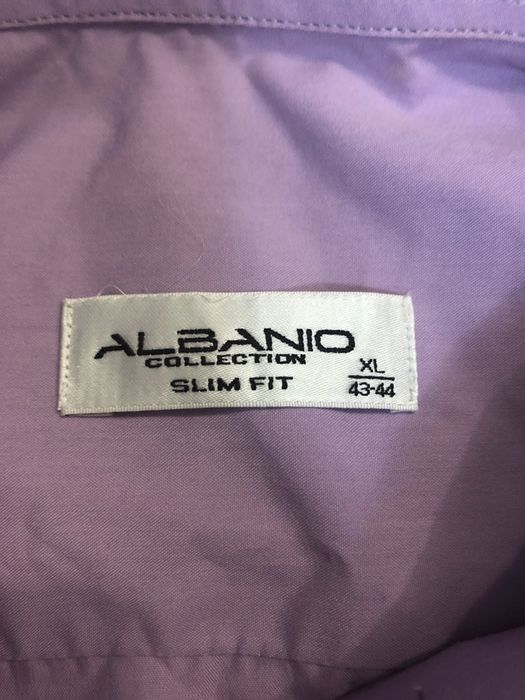 ALBANIO
COLLECTION
SLIM FIT
XL
43-44